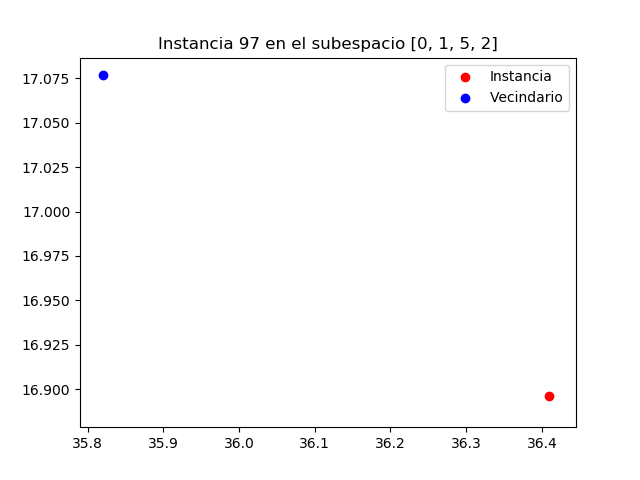 Instancia 97 en el subespacio [0, 1, 5, 2]
Instancia
Vecindario
17.075
17.050
17.025
17.000
16.975
16.950
16.925
16.900
35.8 35.9 36.0 36.1 36.2 36.3 36.4